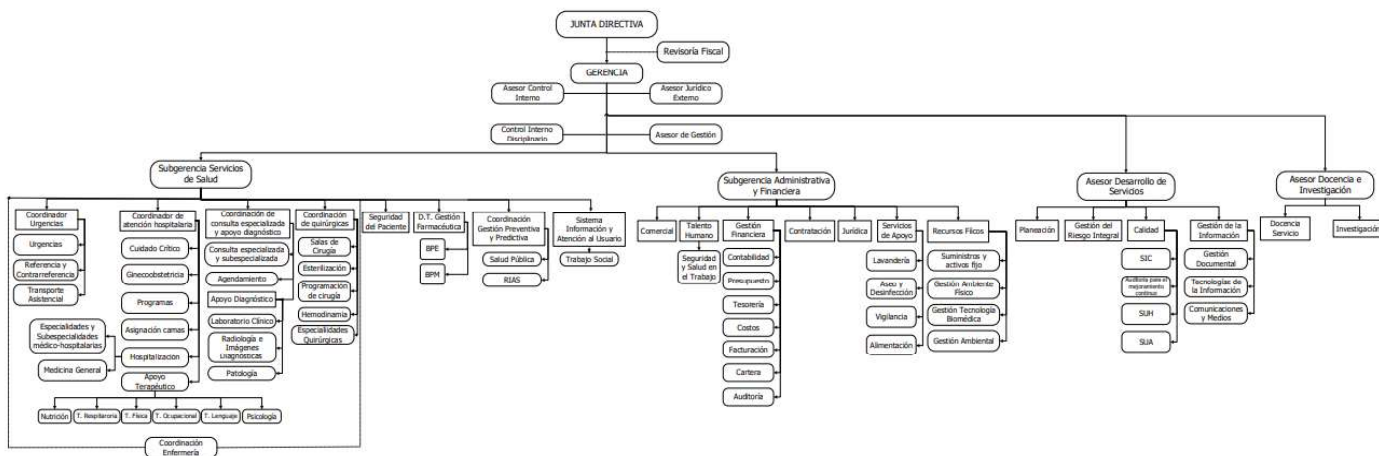 JUNTA DIRECTIVA
Revisoría Fiscal
GERENCIA
Asesor Control
Interno
Asesor Jurídico
Externo
Control Interno
Disciplinario
Asesor de Gestión
Subgerencia Servicios
de Salud
Subgerencia Administrativa
y Financiera
Asesor Desarrollo de
Servicios
Asesor Docencia e
Investigación
Coordinador
Urgencias
Urgencias
Referencia y
Contrarreferencia
Transporte
Asistencial
Coordinador de
atención hospitalaria
Cuidado Crítico
Ginecoobstetricia
Programas
Asignación camas
Hospitalización
Apoyo
Terapéutico
Especialidades y
Subespecialidades
médico-hospitalarias
Medicina General
Nutrición
T. Respiratoria
T. Física
T. Ocupacional
T. Lenguaje
Psicología
Coordinación
Enfermería
Coordinación de
consulta especializada
y apoyo diagnóstico
Consulta especializada
y subespecializada
Agendamiento
Apoyo Diagnóstico
Laboratorio Clínico
Radiología e
Imágenes
Diagnósticas
Patología
Coordinación
de quirúrgicas
Salas de
Cirugía
Esterilización
Programación
de cirugía
Hemodinamia
Especialidades
Quirúrgicas
Seguridad
del Paciente
D.T. Gestión
Farmacéutica
BPE
BPM
Coordinación
Gestión Preventiva
y Predictiva
Salud Pública
RIAS
Sistema
Información y
Atención al Usuario
Trabajo Social
Comercial
Talento
Humano
Seguridad
y Salud en
el Trabajo
Gestión
Financiera
Contabilidad
Presupuesto
Tesorería
Costos
Facturación
Cartera
Auditoría
Contratación
Jurídica
Servicios
de Apoyo
Lavandería
Aseo y
Desinfección
Vigilancia
Alimentación
Recursos Fíicos
Suministros y
activos fijo
Gestión Ambiente
Físico
Gestión Tecnología
Biomédica
Gestión Ambiental
Planeación
Gestión del
Riesgo Integral
Calidad
SIC
Auditoría para el
mejoramiento
continuo
SUH
SUA
Gestión de la
Información
Gestión
Documental
Tecnologías de
la Información
Comunicaciones
y Medios
Docencia
Servicio
Investigación